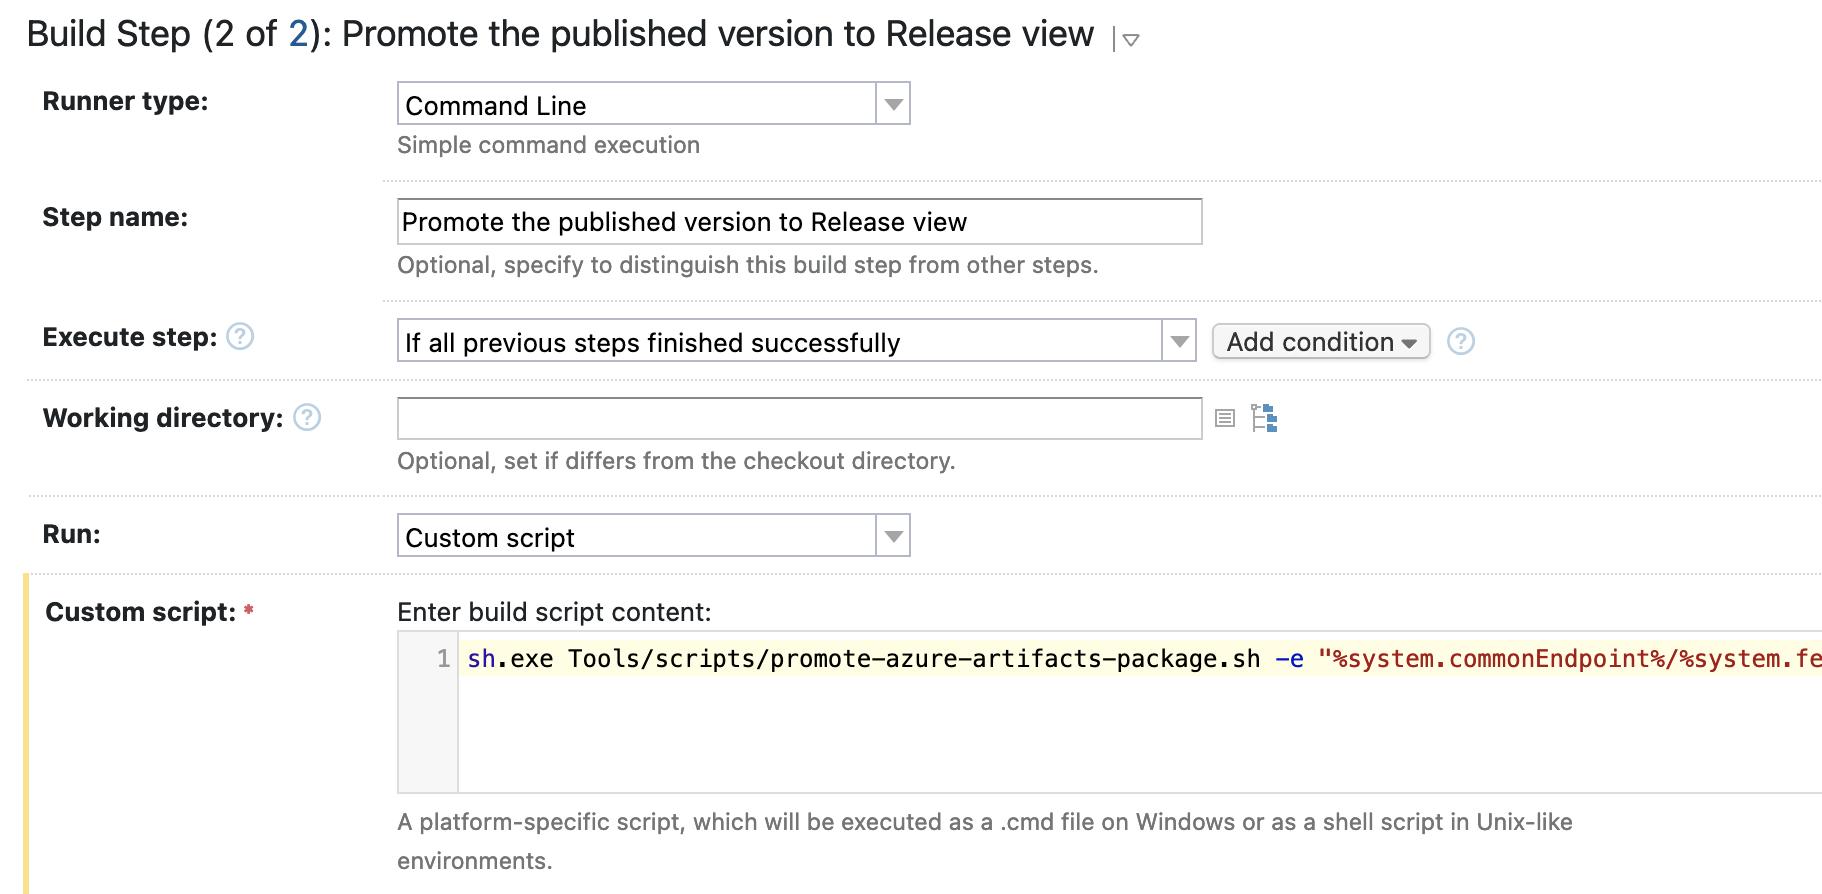 Build Step (2 of 2): Promote the published version to Release view
Runner type:
Command Line
Simple command execution
Step name:
Promote the published version to Release view
Optional, specify to distinguish this build step from other steps.
Execute step: ?
If all previous steps finished successfully
Add condition
?
Working directory: ?
Optional, set if differs from the checkout directory.
Run:
Custom script
Custom script: *
Enter build script content:
1 sh.exe Tools/scripts/promote-azure-artifacts-package.sh -e "%system.commonEndpoint%/%system.fe
A platform-specific script, which will be executed as a .cmd file on Windows or as a shell script in Unix-like
environments.